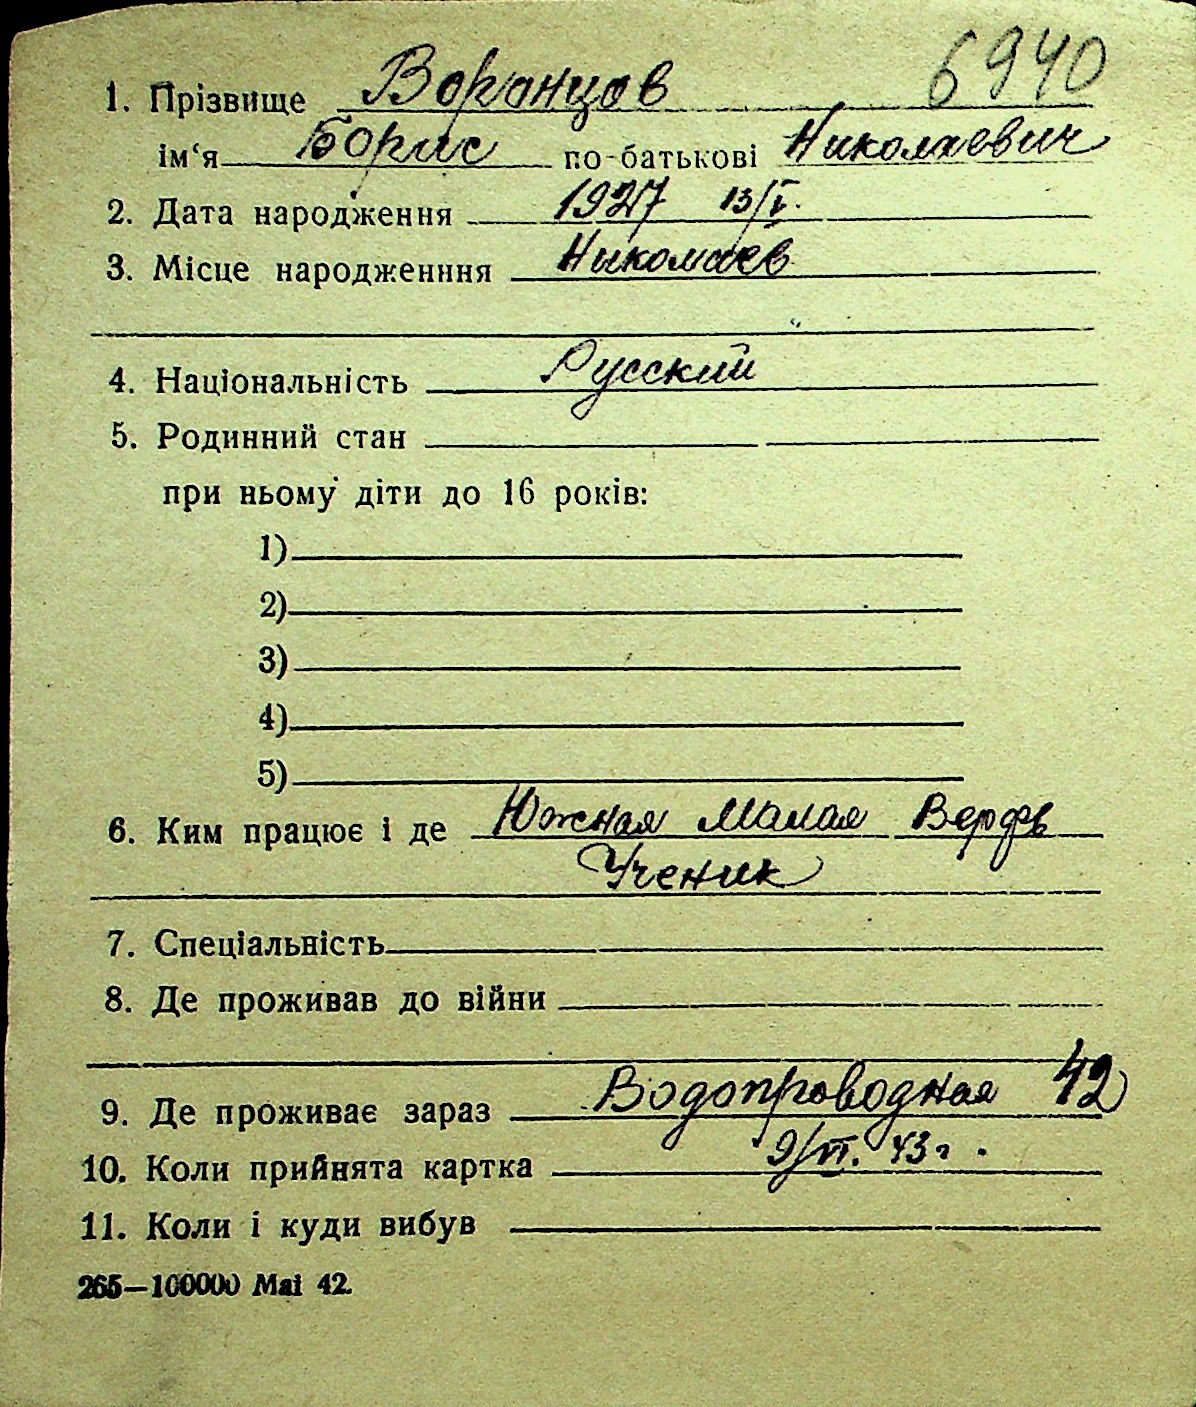 6940
1. Прізвище Воронцов
ім‘я Борис по-батькові Николаевич
2. Дата народження 1927 13/I.
3. Місце народженння Николаев
4. Національність Русский
5. Родинний стан
при ньому діти до 16 років:
1)
2)
3)
4)
5)
6. Ким працює і де Южная Малая Верфь
Ученик
7. Спеціальність
8. Де проживав до війни
9. Де проживає зараз Водопроводная 42
10. Коли прийнята картка 9/VI. 43 г.
11. Коли і куди вибув
265—100000 Mai 42.